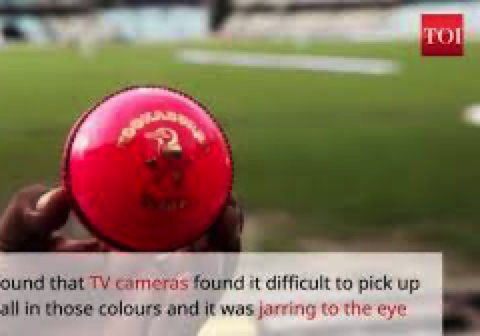 TOI
KOOKABURRA
ound that TV cameras found it difficult to pick up
all in those colours and it was jarring to the eye